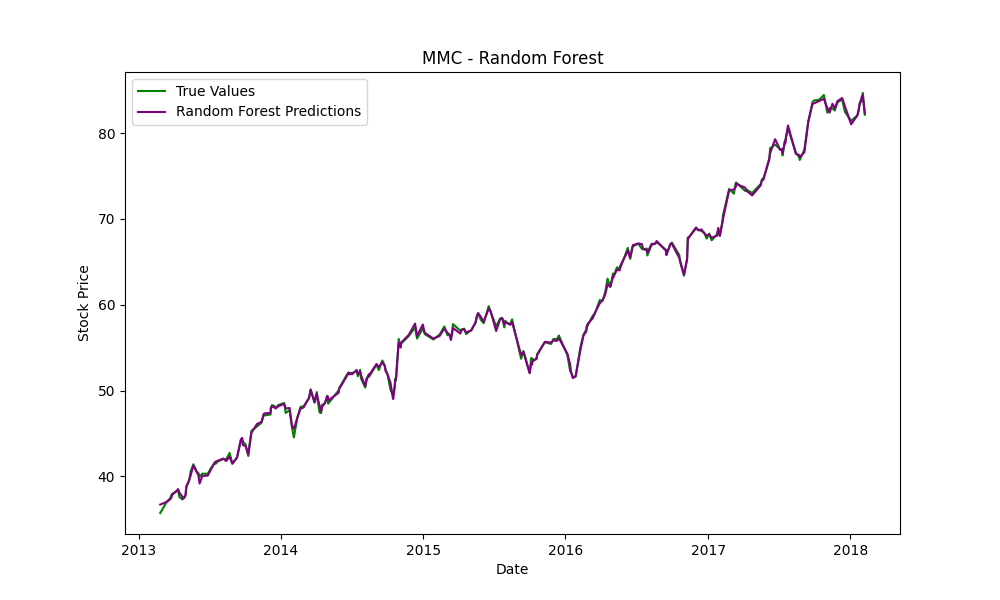 MMC - Random Forest
True Values
Random Forest Predictions
Stock Price
80
70
60
50
40
2013
2014
2015
2016
2017
2018
Date